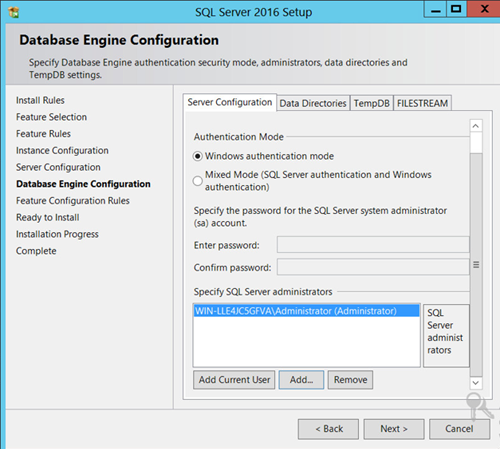 SQL Server 2016 Setup
Database Engine Configuration
Specify Database Engine authentication security mode, administrators, data directories and
TempDB settings.
Install Rules
Feature Selection
Feature Rules
Instance Configuration
Server Configuration
Database Engine Configuration
Feature Configuration Rules
Ready to Install
Installation Progress
Complete
Server Configuration
Data Directories
TempDB
FILESTREAM
Authentication Mode
Windows authentication mode
Mixed Mode (SQL Server authentication and Windows
authentication)
Specify the password for the SQL Server system administrator
(sa) account.
Enter password:
Confirm password:
Specify SQL Server administrators
WIN-LLE4JC5GFVA\Administrator (Administrator)
SQL
Server
administ
rators
Add Current User
Add...
Remove
< Back
Next >
Cancel